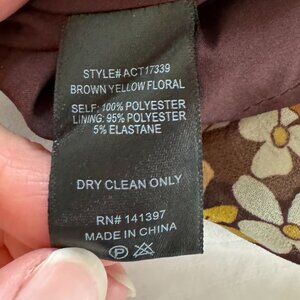 STYLE# ACT17339
BROWN YELLOW FLORAL
SELF: 100% POLYESTER
LINING: 95% POLYESTER
5% ELASTANE
DRY CLEAN ONLY
RN# 141397
MADE IN CHINA
P